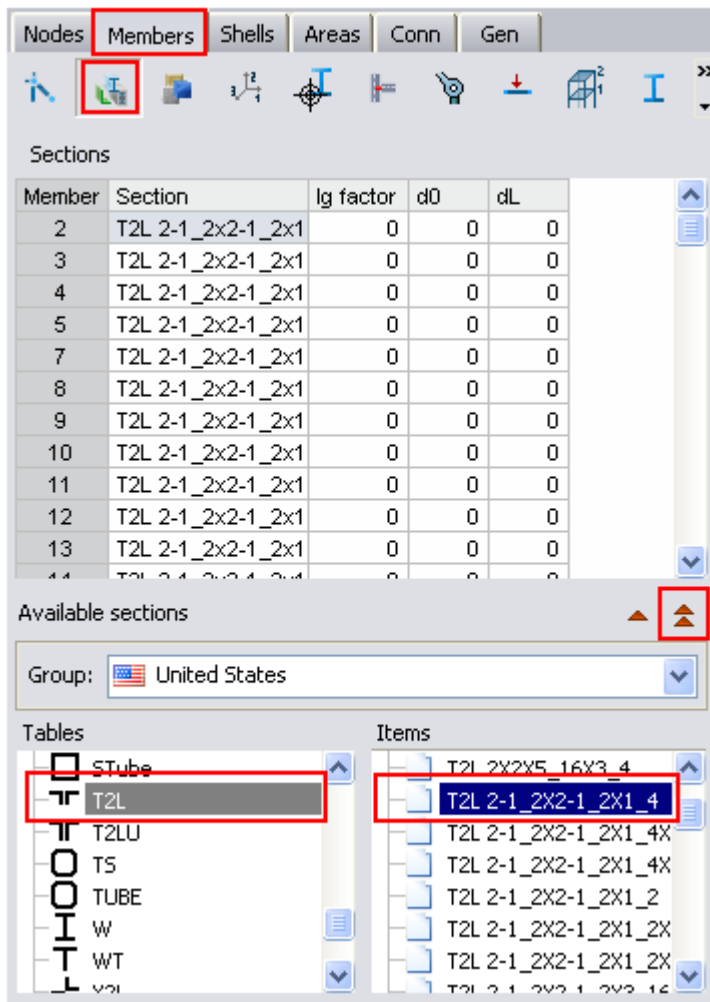 Nodes Members Shells Areas Conn Gen
Sections
Member Section Ig factor d0 dL
2 T2L 2-1_2x2-1_2x1 0 0 0
3 T2L 2-1_2x2-1_2x1 0 0 0
4 T2L 2-1_2x2-1_2x1 0 0 0
5 T2L 2-1_2x2-1_2x1 0 0 0
7 T2L 2-1_2x2-1_2x1 0 0 0
8 T2L 2-1_2x2-1_2x1 0 0 0
9 T2L 2-1_2x2-1_2x1 0 0 0
10 T2L 2-1_2x2-1_2x1 0 0 0
11 T2L 2-1_2x2-1_2x1 0 0 0
12 T2L 2-1_2x2-1_2x1 0 0 0
13 T2L 2-1_2x2-1_2x1 0 0 0
Available sections
Group: United States
Tables Items
STube T2L 2X2X5_16X3_4
T2L T2L 2-1_2X2-1_2X1_4
T2LU T2L 2-1_2X2-1_2X1_4X
TS T2L 2-1_2X2-1_2X1_4X
TUBE T2L 2-1_2X2-1_2X1_2
W T2L 2-1_2X2-1_2X1_2X
WT T2L 2-1_2X2-1_2X1_2X
T2L 2-1_2X2-1_2X3_16